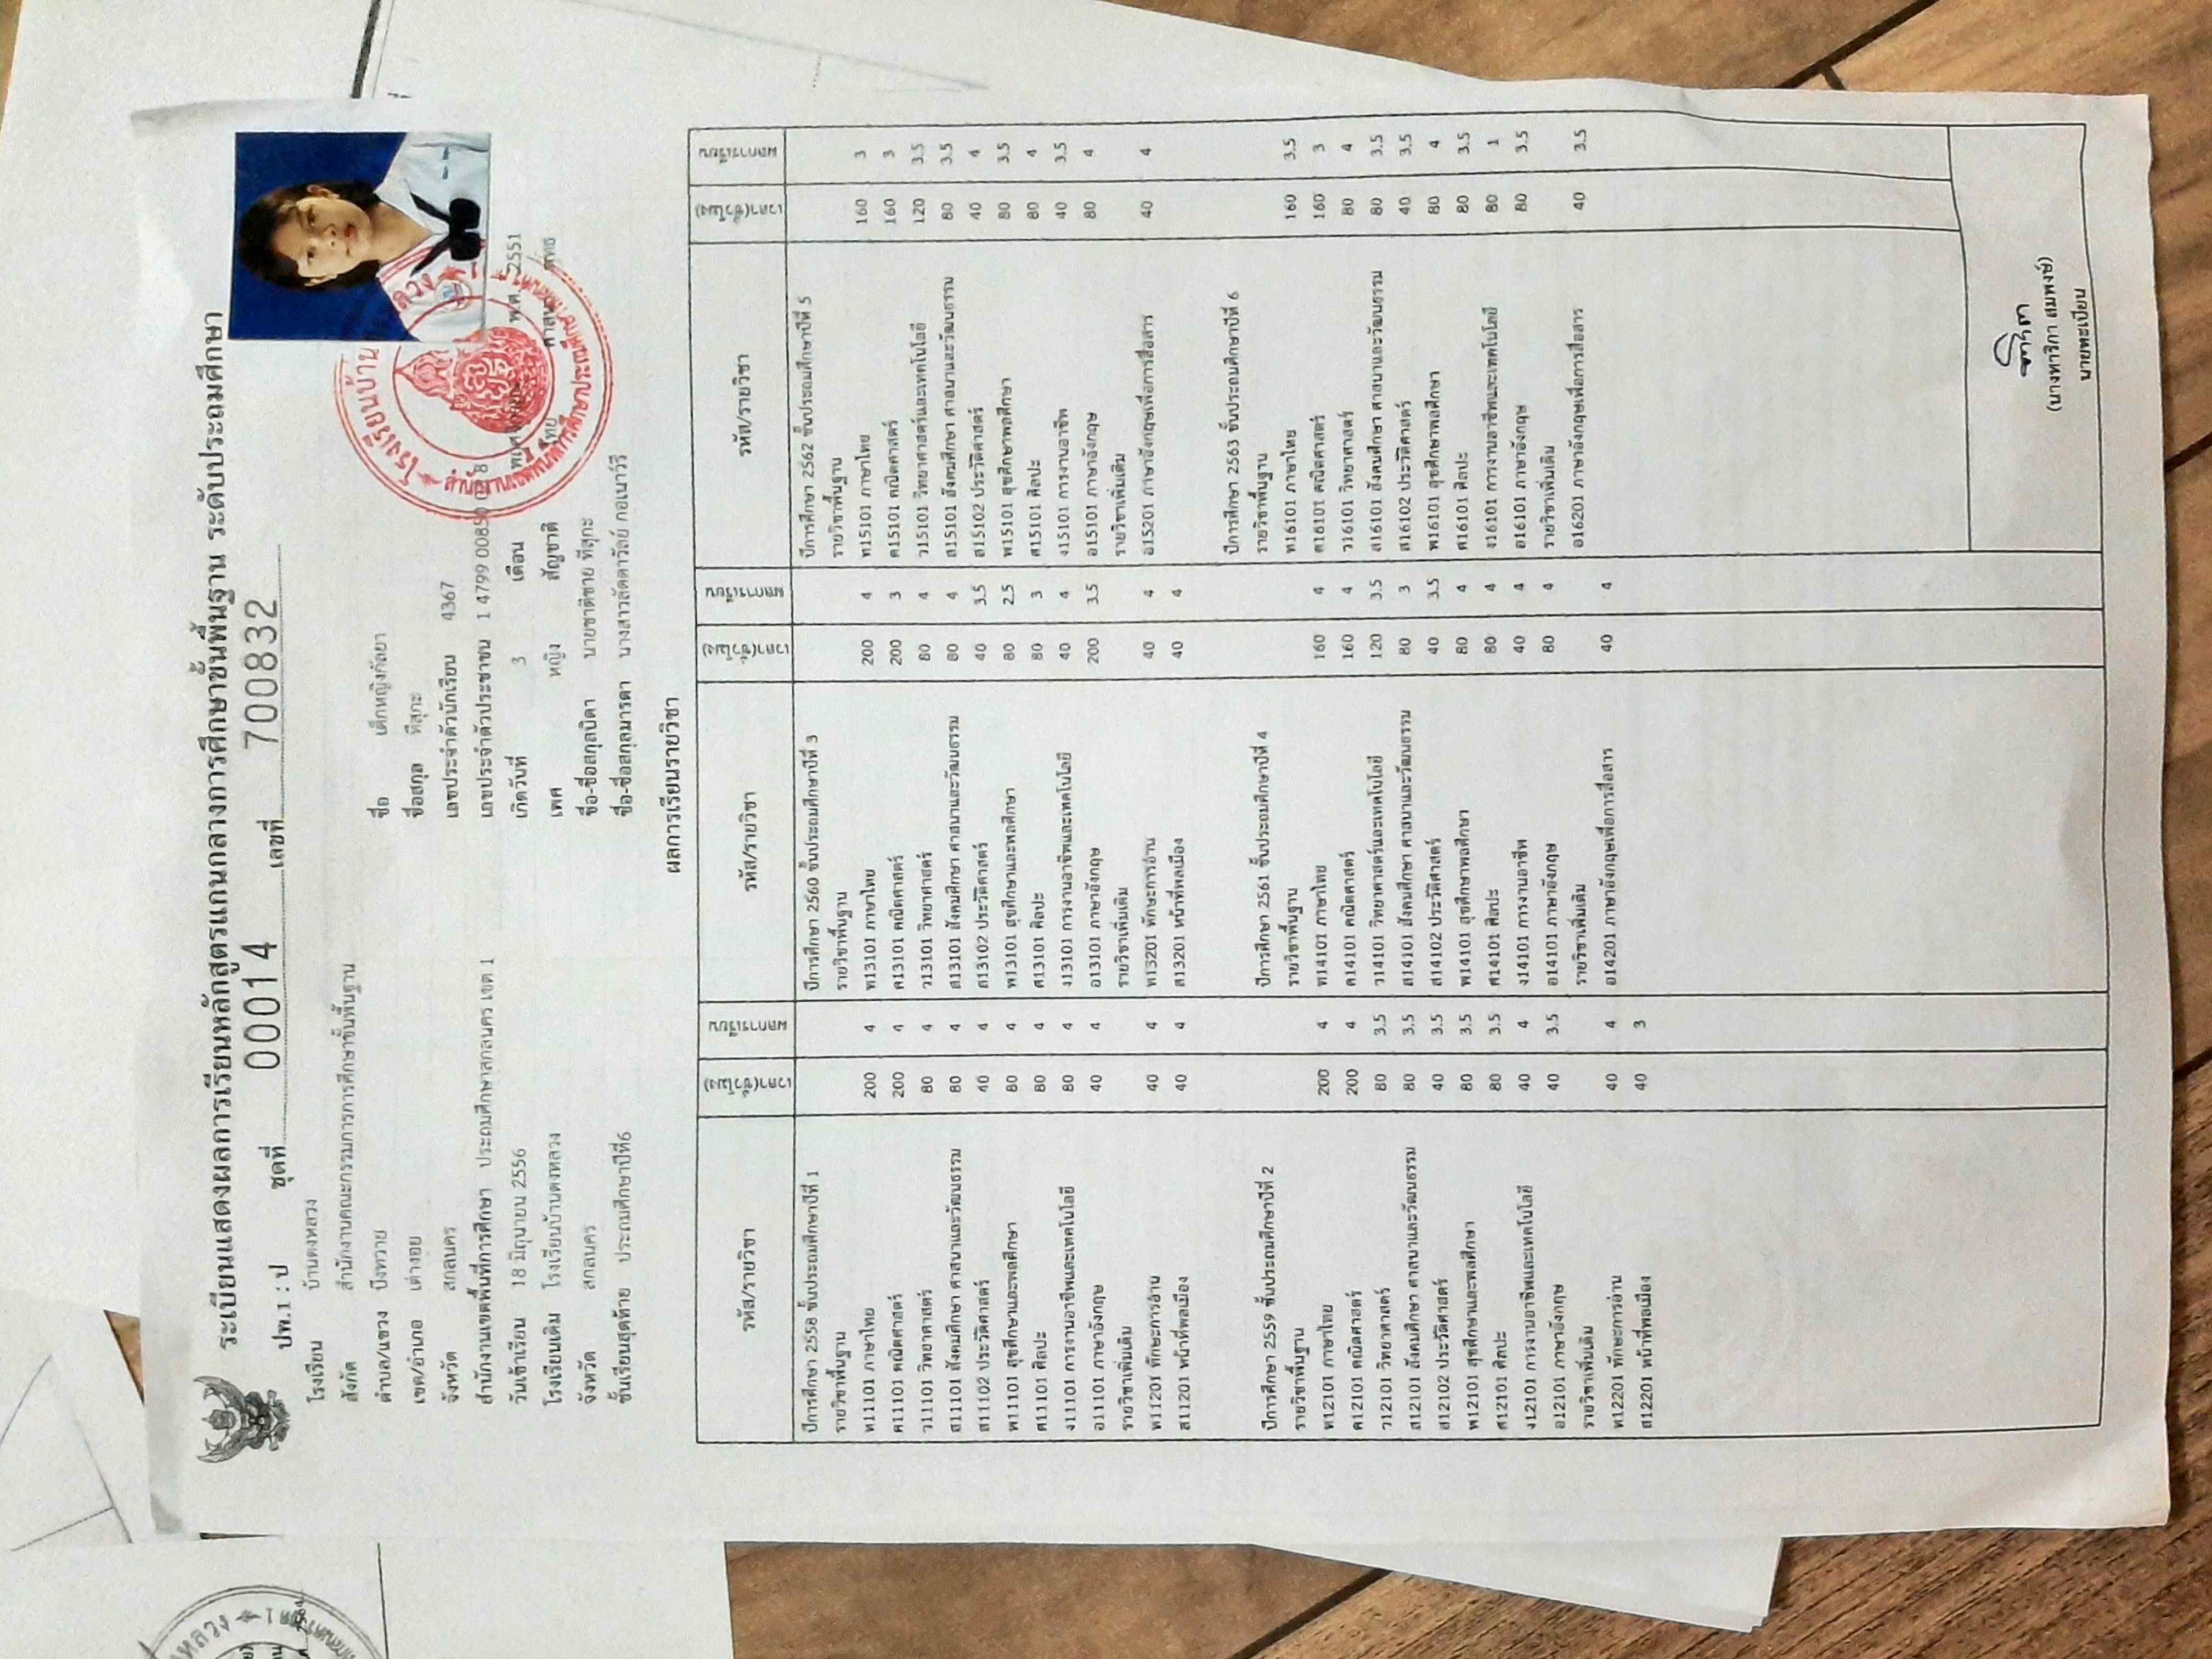 ระเบียนแสดงผลการเรียนหลักสูตรแกนกลางการศึกษาขั้นพื้นฐาน ระดับประถมศึกษา
ปพ.1 : ป ชุดที่ 00014 เลขที่ 700832
โรงเรียน บ้านดงหลวง
สังกัด สำนักงานคณะกรรมการการศึกษาขั้นพื้นฐาน
ตำบล/แขวง บึงทวาย
เขต/อำเภอ เต่างอย
จังหวัด สกลนคร
สำนักงานเขตพื้นที่การศึกษา ประถมศึกษาสกลนคร เขต 1
วันเข้าเรียน 18 มิถุนายน 2556
โรงเรียนเดิม โรงเรียนบ้านดงหลวง
จังหวัด สกลนคร
ชั้นเรียนสุดท้าย ประถมศึกษาปีที่6
ชื่อ เด็กหญิงกัลยา
ชื่อสกุล ทีสุกะ
เลขประจำตัวนักเรียน 4367
เลขประจำตัวประชาชน 1 4799 00850
เกิดวันที่ 3 เดือน พ.ศ. 2551
เพศ หญิง สัญชาติ ไทย ศาสนา พุทธ
ชื่อ-ชื่อสกุลบิดา นายชาติชาย ทีสุกะ
ชื่อ-ชื่อสกุลมารดา นางสาวลัดดาวัลย์ กอเนาว์รี
ผลการเรียนรายวิชา
รหัส/รายวิชา เวลา(ชั่วโมง) ผลการเรียน
ปีการศึกษา 2558 ชั้นประถมศึกษาปีที่ 1
รายวิชาพื้นฐาน
ท11101 ภาษาไทย 200 4
ค11101 คณิตศาสตร์ 200 4
ว11101 วิทยาศาสตร์ 80 4
ส11101 สังคมศึกษา ศาสนาและวัฒนธรรม 80 4
ส11102 ประวัติศาสตร์ 40 4
พ11101 สุขศึกษาและพลศึกษา 80 4
ศ11101 ศิลปะ 80 4
ง11101 การงานอาชีพและเทคโนโลยี 80 4
อ11101 ภาษาอังกฤษ 40 4
รายวิชาเพิ่มเติม
ท11201 ทักษะการอ่าน 40 4
ส11201 หน้าที่พลเมือง 40 4
ปีการศึกษา 2559 ชั้นประถมศึกษาปีที่ 2
รายวิชาพื้นฐาน
ท12101 ภาษาไทย 200 4
ค12101 คณิตศาสตร์ 200 4
ว12101 วิทยาศาสตร์ 80 3.5
ส12101 สังคมศึกษา ศาสนาและวัฒนธรรม 80 3.5
ส12102 ประวัติศาสตร์ 40 3.5
พ12101 สุขศึกษาและพลศึกษา 80 3.5
ศ12101 ศิลปะ 80 3.5
ง12101 การงานอาชีพและเทคโนโลยี 40 4
อ12101 ภาษาอังกฤษ 40 3.5
รายวิชาเพิ่มเติม
ท12201 ทักษะการอ่าน 40 4
ส12201 หน้าที่พลเมือง 40 3
รหัส/รายวิชา เวลา(ชั่วโมง) ผลการเรียน
ปีการศึกษา 2560 ชั้นประถมศึกษาปีที่ 3
รายวิชาพื้นฐาน
ท13101 ภาษาไทย 200 4
ค13101 คณิตศาสตร์ 200 3
ว13101 วิทยาศาสตร์ 80 4
ส13101 สังคมศึกษา ศาสนาและวัฒนธรรม 80 4
ส13102 ประวัติศาสตร์ 40 3.5
พ13101 สุขศึกษาและพลศึกษา 80 2.5
ศ13101 ศิลปะ 80 3
ง13101 การงานอาชีพและเทคโนโลยี 40 4
อ13101 ภาษาอังกฤษ 200 3.5
รายวิชาเพิ่มเติม
ท13201 ทักษะการอ่าน 40 4
ส13201 หน้าที่พลเมือง 40 4
ปีการศึกษา 2561 ชั้นประถมศึกษาปีที่ 4
รายวิชาพื้นฐาน
ท14101 ภาษาไทย 160 4
ค14101 คณิตศาสตร์ 160 4
ว14101 วิทยาศาสตร์และเทคโนโลยี 120 3.5
ส14101 สังคมศึกษา ศาสนาและวัฒนธรรม 80 3
ส14102 ประวัติศาสตร์ 40 3.5
พ14101 สุขศึกษาพลศึกษา 80 4
ศ14101 ศิลปะ 80 4
ง14101 การงานอาชีพ 40 4
อ14101 ภาษาอังกฤษ 80 4
รายวิชาเพิ่มเติม
อ14201 ภาษาอังกฤษเพื่อการสื่อสาร 40 4
รหัส/รายวิชา เวลา(ชั่วโมง) ผลการเรียน
ปีการศึกษา 2562 ชั้นประถมศึกษาปีที่ 5
รายวิชาพื้นฐาน
ท15101 ภาษาไทย 160 3
ค15101 คณิตศาสตร์ 160 3
ว15101 วิทยาศาสตร์และเทคโนโลยี 120 3.5
ส15101 สังคมศึกษา ศาสนาและวัฒนธรรม 80 3.5
ส15102 ประวัติศาสตร์ 40 4
พ15101 สุขศึกษาพลศึกษา 80 3.5
ศ15101 ศิลปะ 80 4
ง15101 การงานอาชีพ 40 3.5
อ15101 ภาษาอังกฤษ 80 4
รายวิชาเพิ่มเติม
อ15201 ภาษาอังกฤษเพื่อการสื่อสาร 40 4
ปีการศึกษา 2563 ชั้นประถมศึกษาปีที่ 6
รายวิชาพื้นฐาน
ท16101 ภาษาไทย 160 3.5
ค16101 คณิตศาสตร์ 160 3
ว16101 วิทยาศาสตร์ 80 4
ส16101 สังคมศึกษา ศาสนาและวัฒนธรรม 80 3.5
ส16102 ประวัติศาสตร์ 40 3.5
พ16101 สุขศึกษาพลศึกษา 80 4
ศ16101 ศิลปะ 80 3.5
ง16101 การงานอาชีพและเทคโนโลยี 80 1
อ16101 ภาษาอังกฤษ 80 3.5
รายวิชาเพิ่มเติม
อ16201 ภาษาอังกฤษเพื่อการสื่อสาร 40 3.5
(นางทาริกา สมพงษ์)
นายทะเบียน